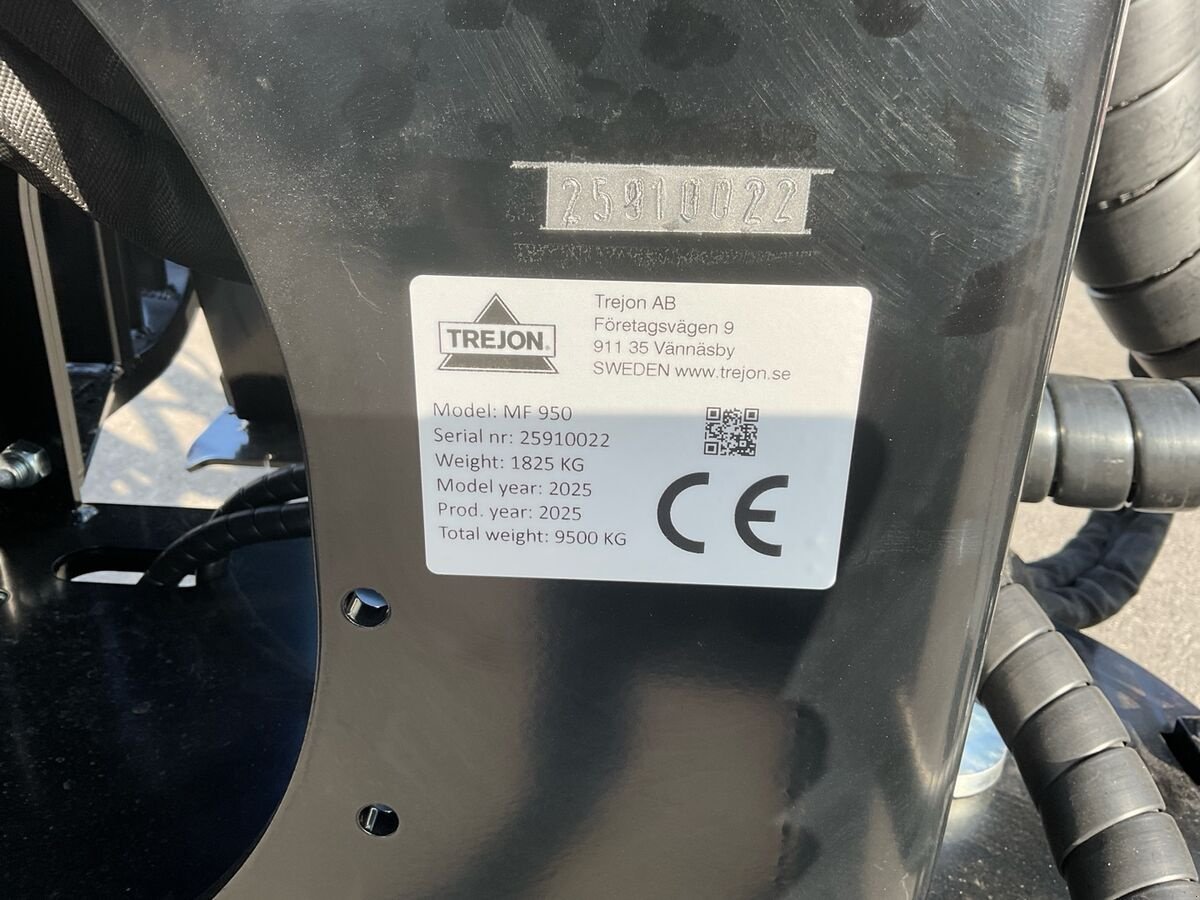 25910022
TREJON
Trejon AB
Företagsvägen 9
911 35 Vännäsby
SWEDEN www.trejon.se
Model: MF 950
Serial nr: 25910022
Weight: 1825 KG
Model year: 2025
Prod. year: 2025
Total weight: 9500 KG
CE